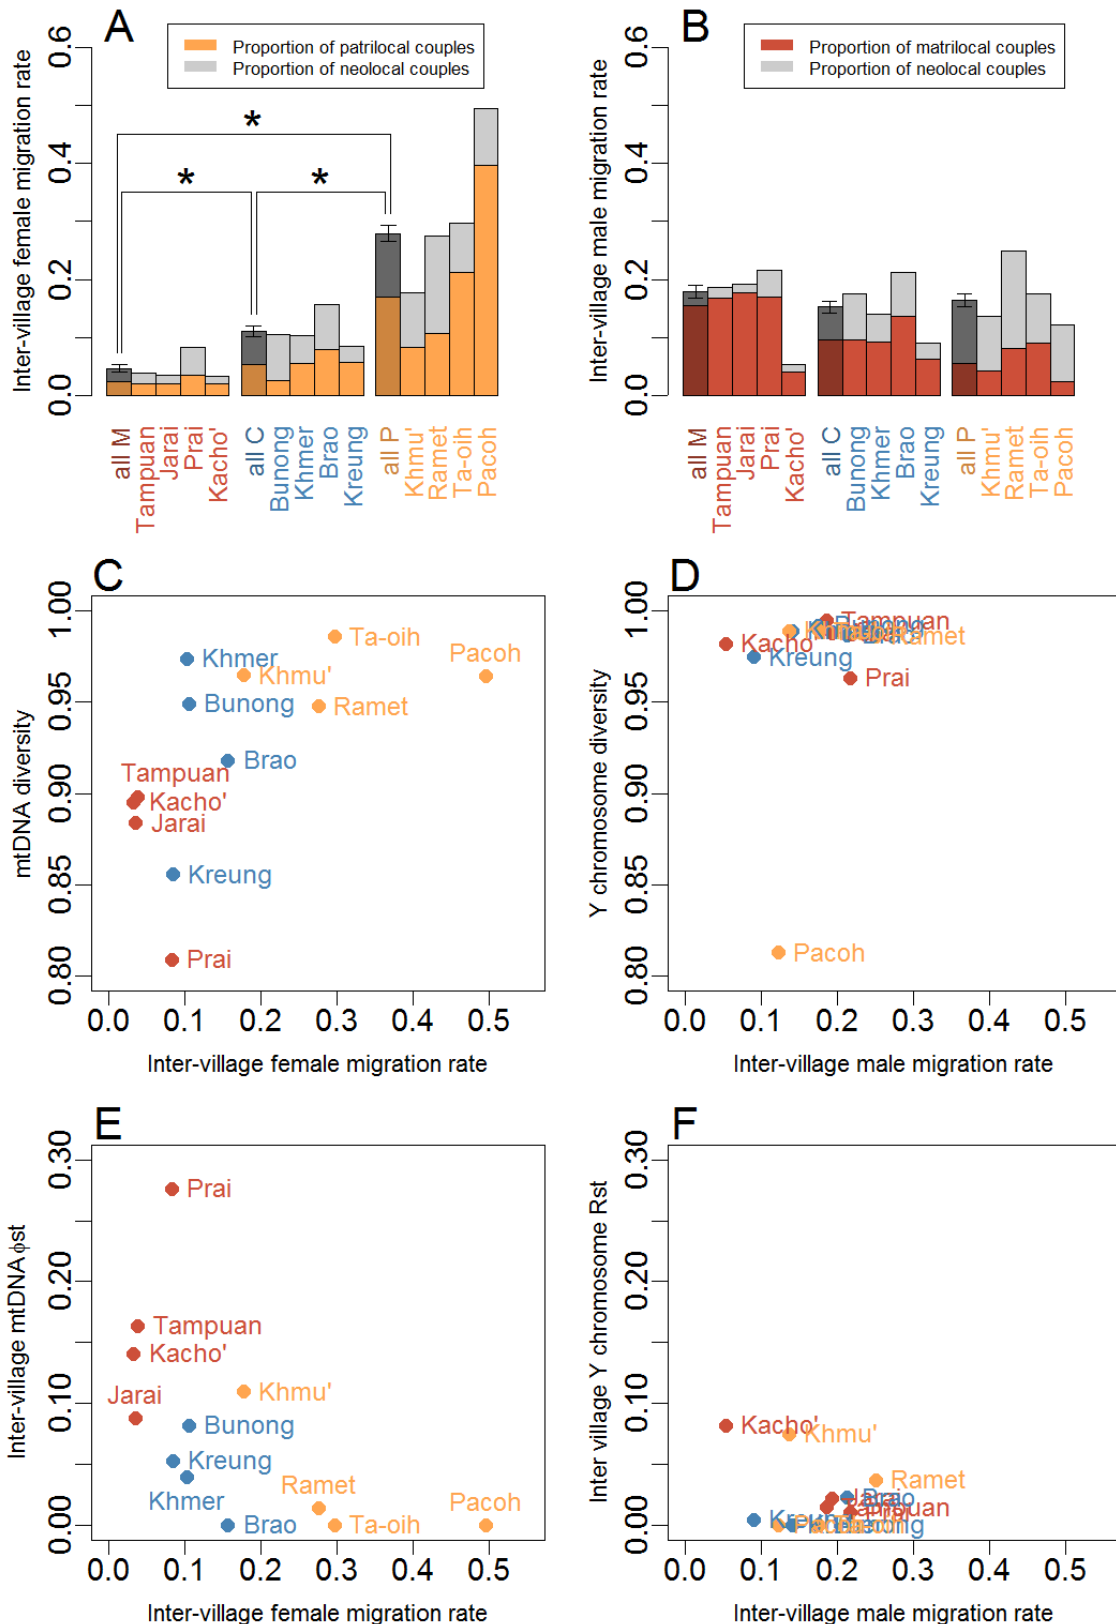 A
B
Proportion of patrilocal couples
Proportion of neolocal couples
Proportion of matrilocal couples
Proportion of neolocal couples
Inter-village female migration rate
0.0
0.2
0.4
0.6
*
*
*
all M
Tampuan
Jarai
Prai
Kacho'
all C
Bunong
Khmer
Brao
Kreung
all P
Khmu'
Ramet
Ta-oih
Pacoh
Inter-village male migration rate
0.0
0.2
0.4
0.6
all M
Tampuan
Jarai
Prai
Kacho'
all C
Bunong
Khmer
Brao
Kreung
all P
Khmu'
Ramet
Ta-oih
Pacoh
C
mtDNA diversity
1.00
0.95
0.90
0.85
0.80
Khmer
Ta-oih
Pacoh
Khmu'
Bunong
Ramet
Brao
Tampuan
Kacho'
Jarai
Kreung
Prai
0.0 0.1 0.2 0.3 0.4 0.5
Inter-village female migration rate
D
Y chromosome diversity
1.00
0.95
0.90
0.85
0.80
Tampuan
Bunong
Ramet
Kacho'
Kreung
Prai
Pacoh
0.0 0.1 0.2 0.3 0.4 0.5
Inter-village male migration rate
E
Inter-village mtDNA ϕst
0.30
0.20
0.10
0.00
Prai
Tampuan
Kacho'
Jarai
Khmu'
Bunong
Kreung
Khmer
Ramet
Pacoh
Brao
Ta-oih
0.0 0.1 0.2 0.3 0.4 0.5
Inter-village female migration rate
F
Inter village Y chromosome Rst
0.30
0.20
0.10
0.00
Kacho'
Khmu'
Ramet
Jarai
Brao
Tampuan
Prai
Kreung
Bunong
0.0 0.1 0.2 0.3 0.4 0.5
Inter-village male migration rate